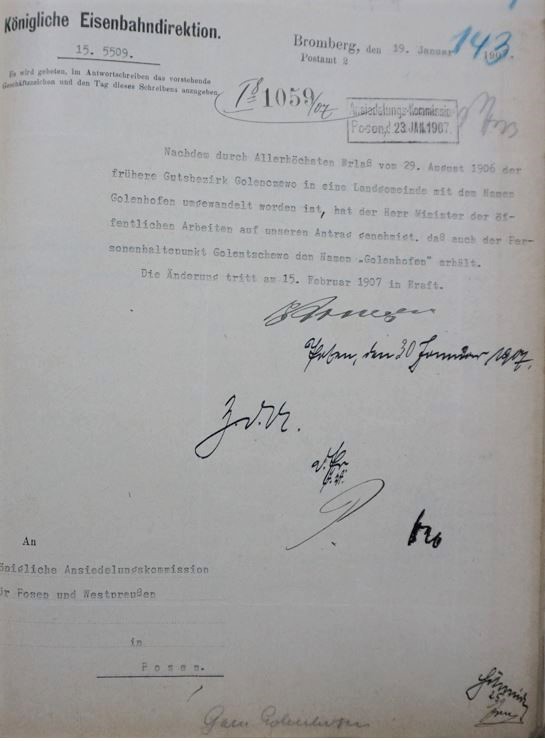 Königliche Eisenbahndirektion.
15. 5509.
Es wird gebeten, im Antwortschreiben das vorstehende
Geschäftszeichen und den Tag dieses Schreibens anzugeben.
Bromberg, den 19. Januar 190
Postamt 2
143
1059/07
Ansiedelungs-Kommission
Posen, 23. JAN. 1907.
Nachdem durch Allerhöchsten Erlaß vom 29. August 1906 der
frühere Gutsbezirk Golenczewo in eine Landgemeinde mit dem Namen
Golenhofen umgewandelt worden ist, hat der Herr Minister der öf-
fentlichen Arbeiten auf unseren Antrag genehmigt. daß auch der Per-
sonenhaltepunkt Golentschewo den Namen „Golenhofen" erhält.
Die Änderung tritt am 15. Februar 1907 in Kraft.
Posen, den 30 Januar 1907.
Z. d. A.
An
önigliche Ansiedelungskommission
ür Posen und Westpreußen
in
Posen.
Golenhofen